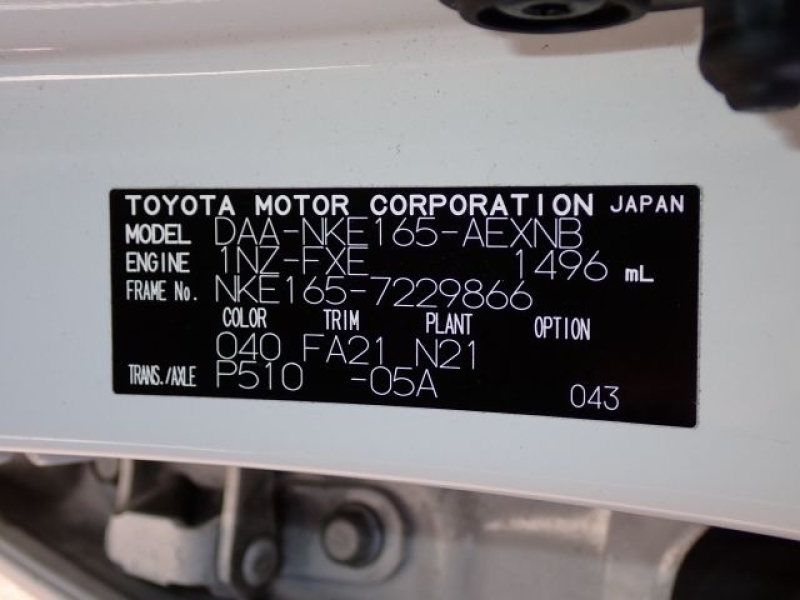 TOYOTA MOTOR CORPORATION JAPAN
MODEL DAA-NKE165-AEXNB
ENGINE 1NZ-FXE 1496 mL
FRAME No. NKE165-7229866
COLOR TRIM PLANT OPTION
040 FA21 N21
TRANS./AXLE P510 -05A 043